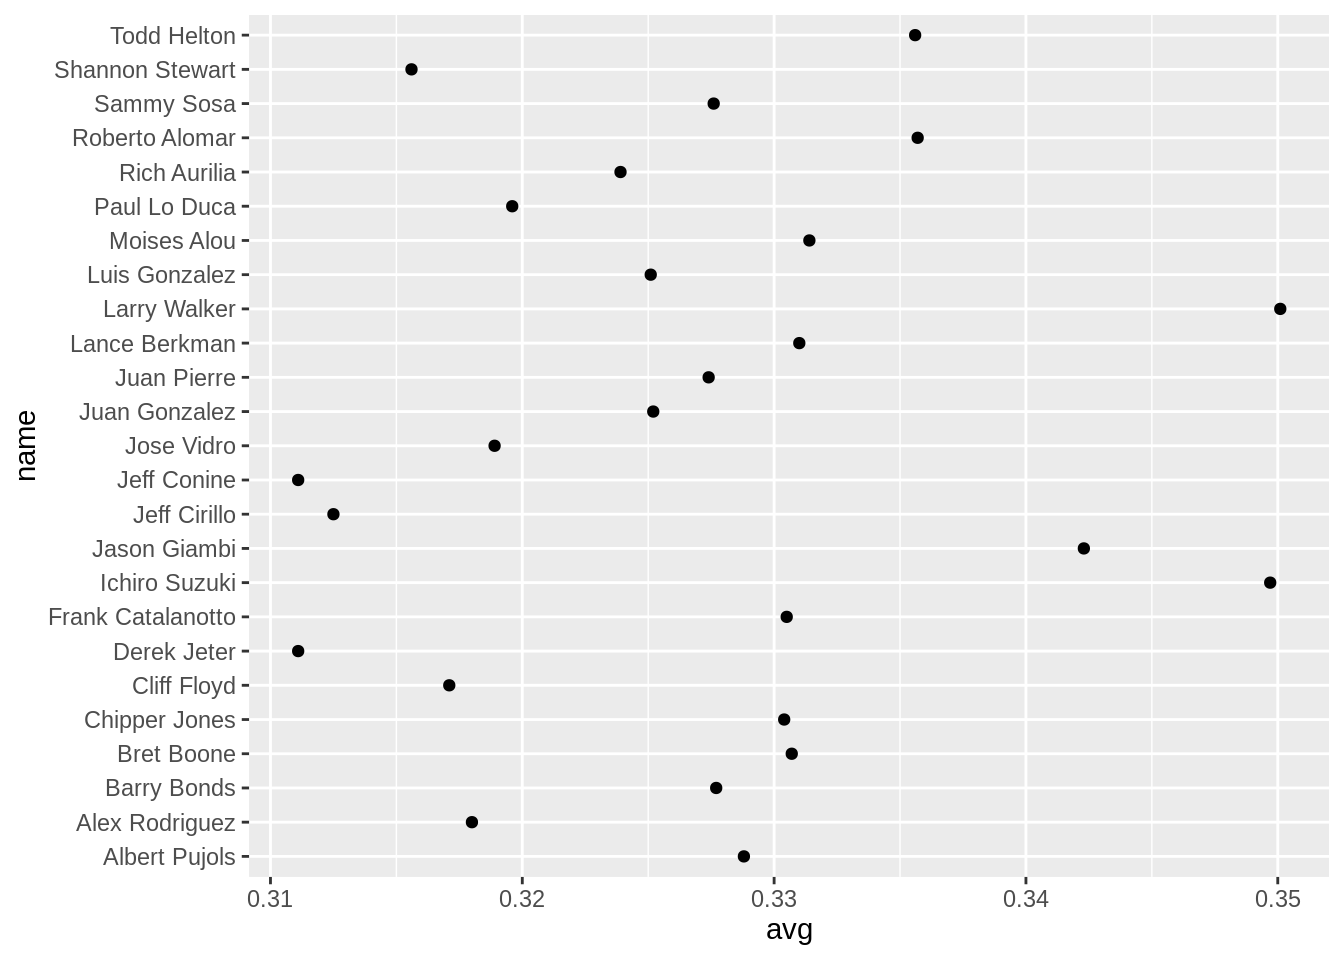 Todd Helton
Shannon Stewart
Sammy Sosa
Roberto Alomar
Rich Aurilia
Paul Lo Duca
Moises Alou
Luis Gonzalez
Larry Walker
Lance Berkman
Juan Pierre
Juan Gonzalez
Jose Vidro
Jeff Conine
Jeff Cirillo
Jason Giambi
Ichiro Suzuki
Frank Catalanotto
Derek Jeter
Cliff Floyd
Chipper Jones
Bret Boone
Barry Bonds
Alex Rodriguez
Albert Pujols
name
0.31 0.32 0.33 0.34 0.35
avg